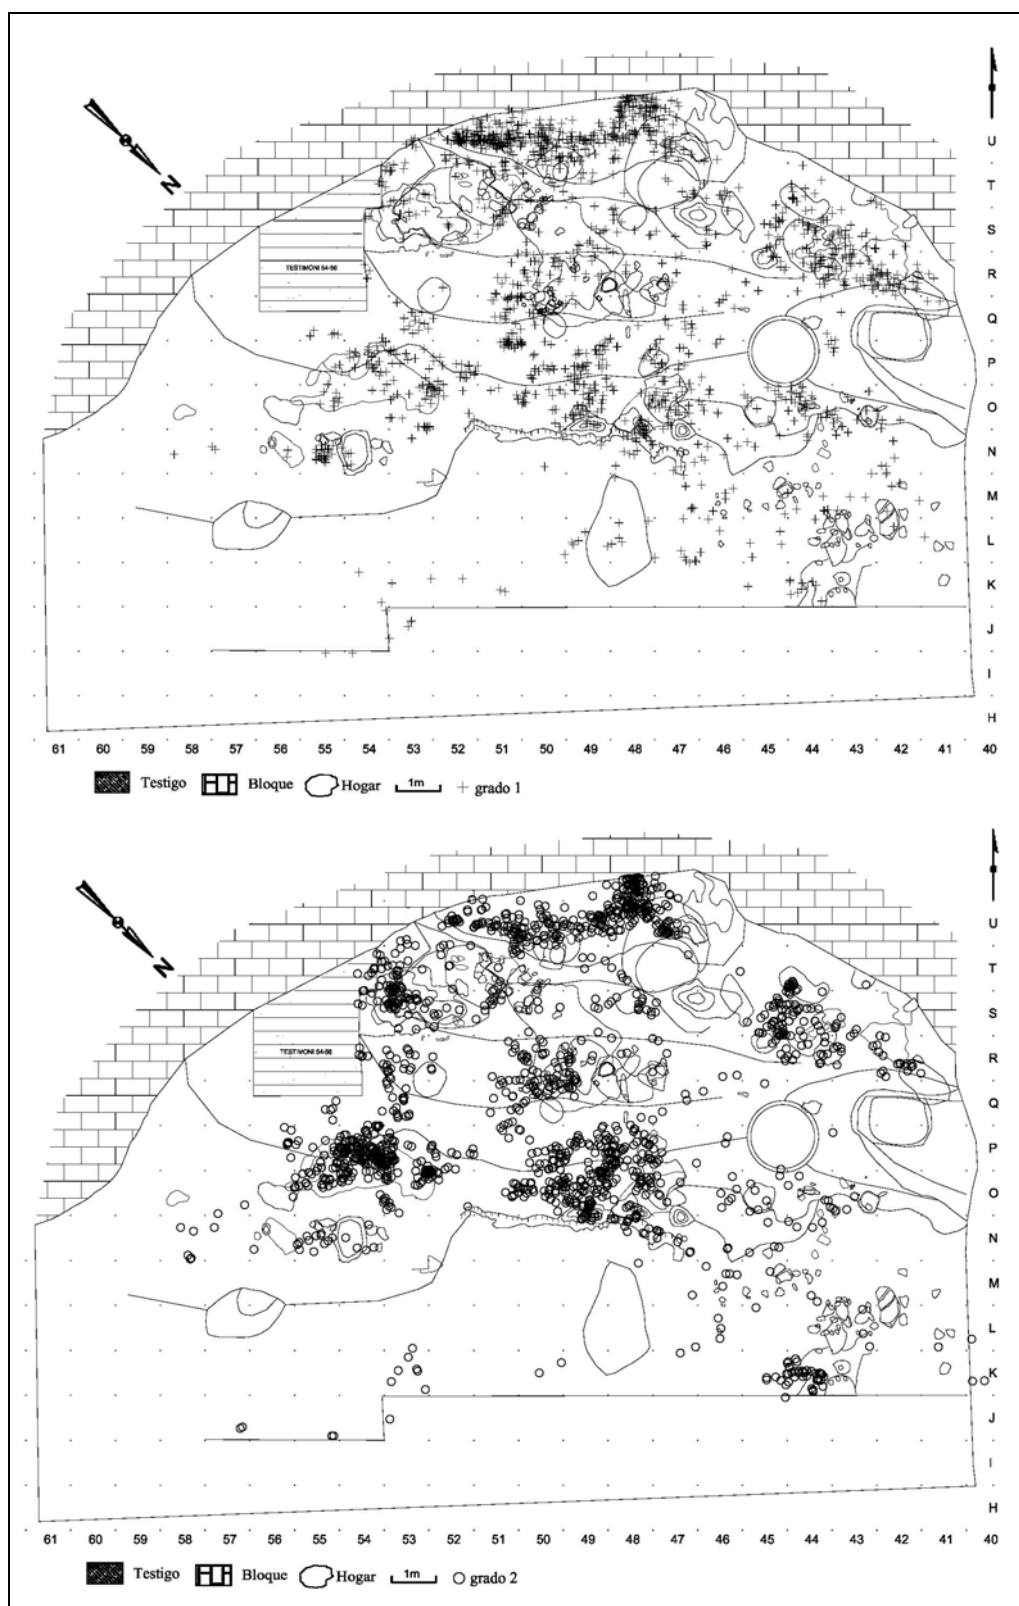 N
U
T
S
R
TESTIMONI 54-56
Q
P
O
N
M
L
K
J
I
H
61 60 59 57 56 55 54 53 52 51 50 49 48 47 46 45 44 43 42 41 40
Testigo Bloque Hogar 1m grado 1
N
U
T
S
R
TESTIMONI 54-56
Q
P
O
N
M
L
K
J
I
H
61 60 59 58 57 56 55 54 53 52 51 50 49 48 47 46 45 44 43 42 41 40
Testigo Bloque Hogar 1m grado 2